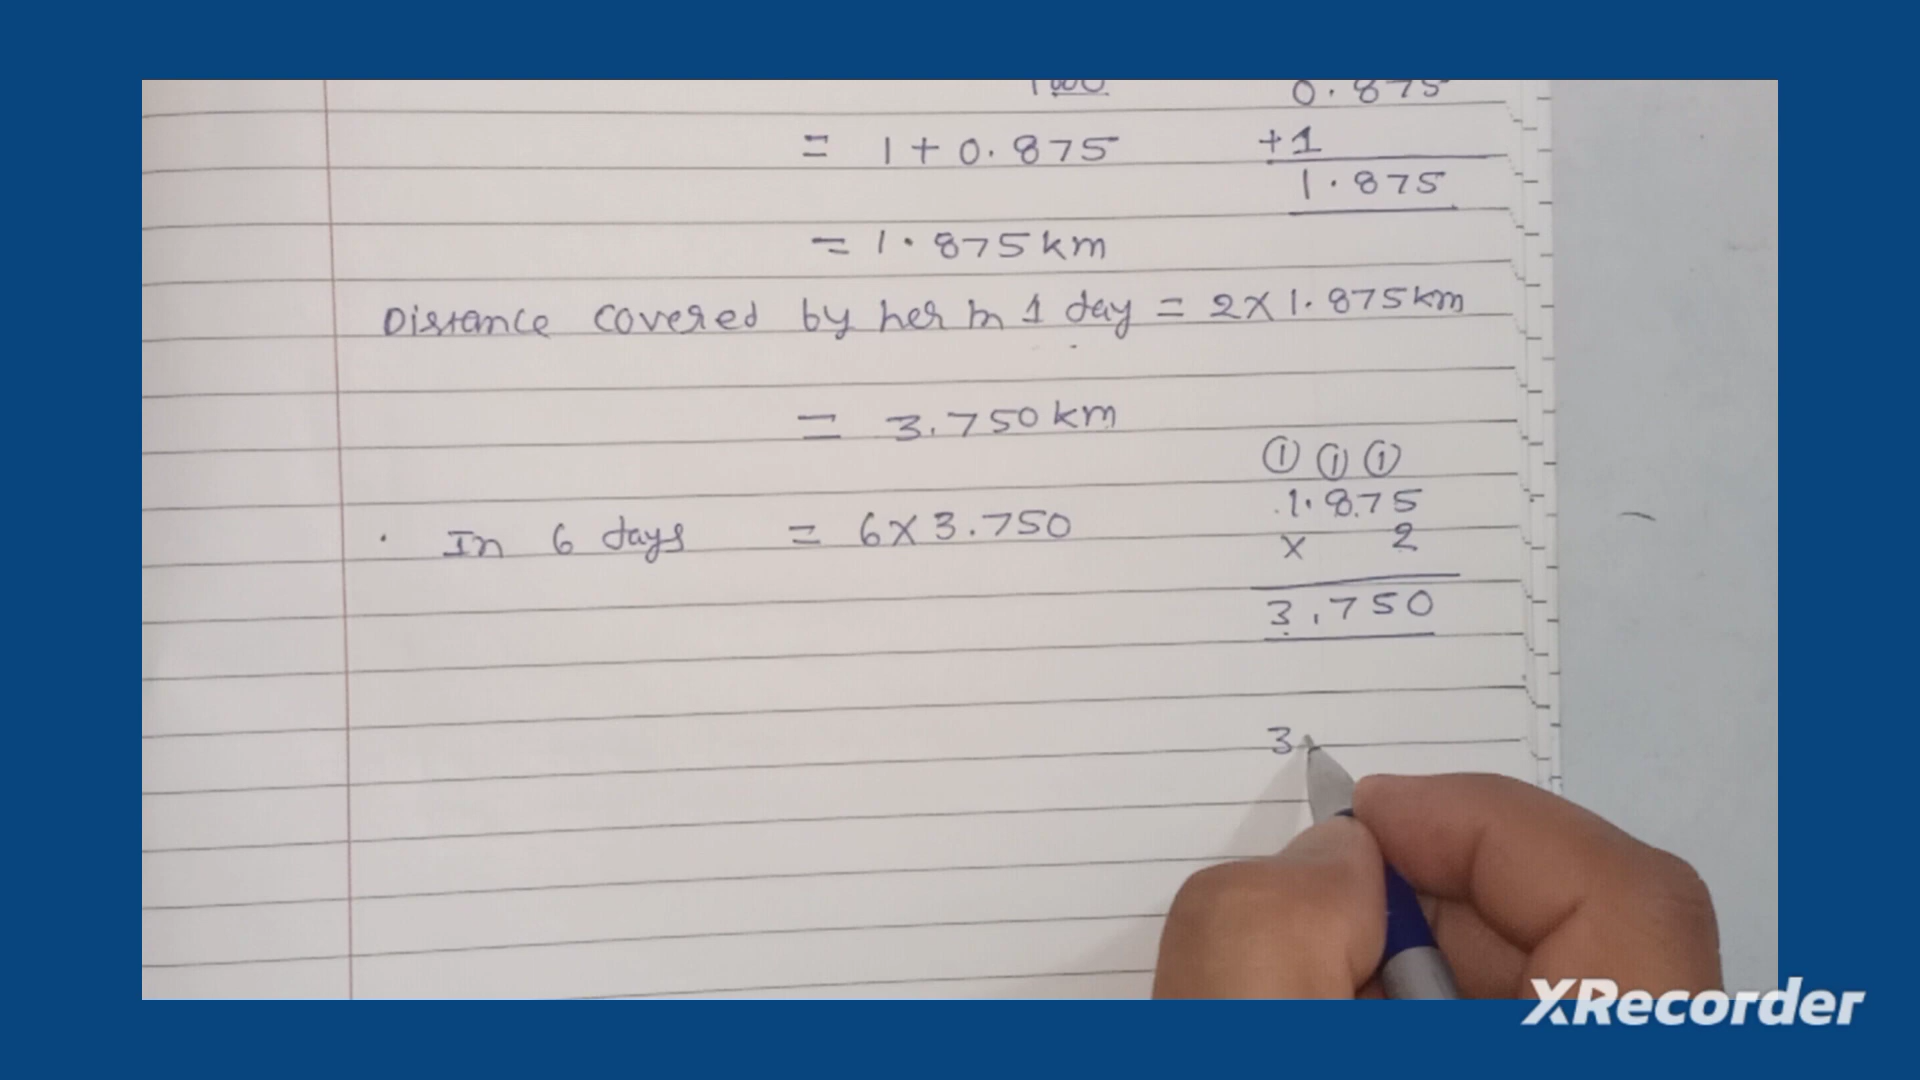 0.875
= 1+0.875
+1
1.875
= 1.875 km
Distance covered by her in 1 day = 2×1.875km
= 3.750 km
① ① ①
1.875
. In 6 days = 6×3.750
× 2
3.750
3.
XRecorder